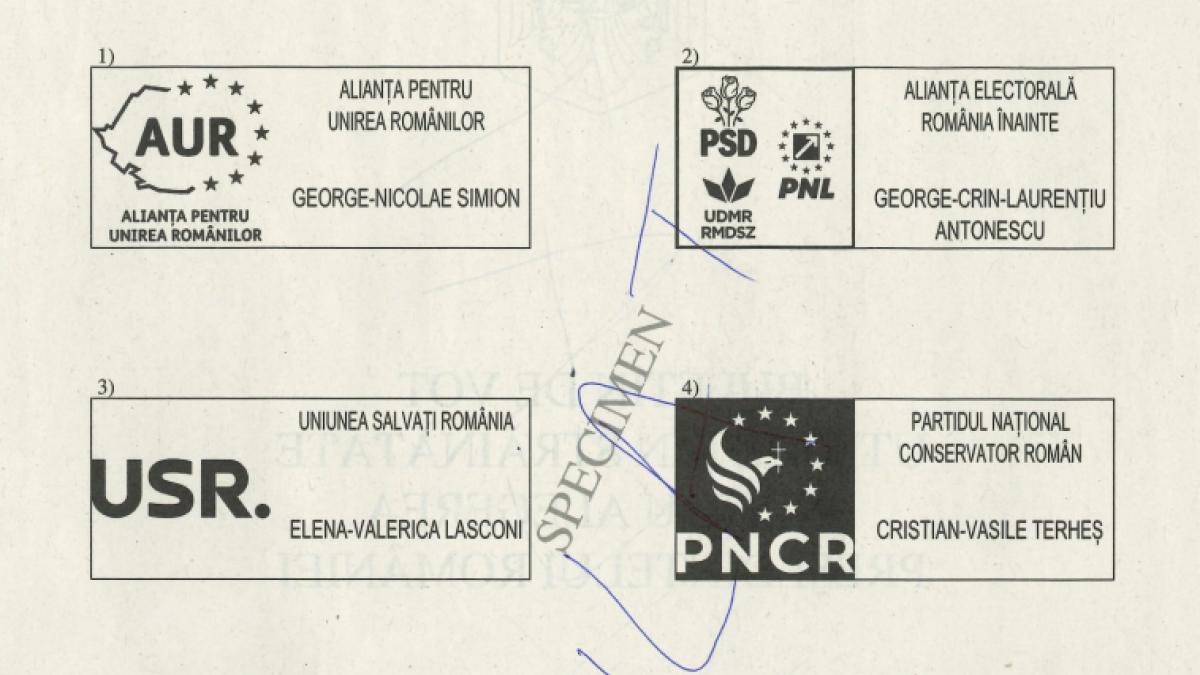 1)
AUR
ALIANȚA PENTRU
UNIREA ROMÂNILOR
ALIANȚA PENTRU
UNIREA ROMÂNILOR
GEORGE-NICOLAE SIMION
2)
PSD
PNL
UDMR
RMDSZ
ALIANȚA ELECTORALĂ
ROMÂNIA ÎNAINTE
GEORGE-CRIN-LAURENȚIU
ANTONESCU
SPECIMEN
3)
USR.
UNIUNEA SALVAȚI ROMÂNIA
ELENA-VALERICA LASCONI
4)
PNCR
PARTIDUL NAȚIONAL
CONSERVATOR ROMÂN
CRISTIAN-VASILE TERHEȘ